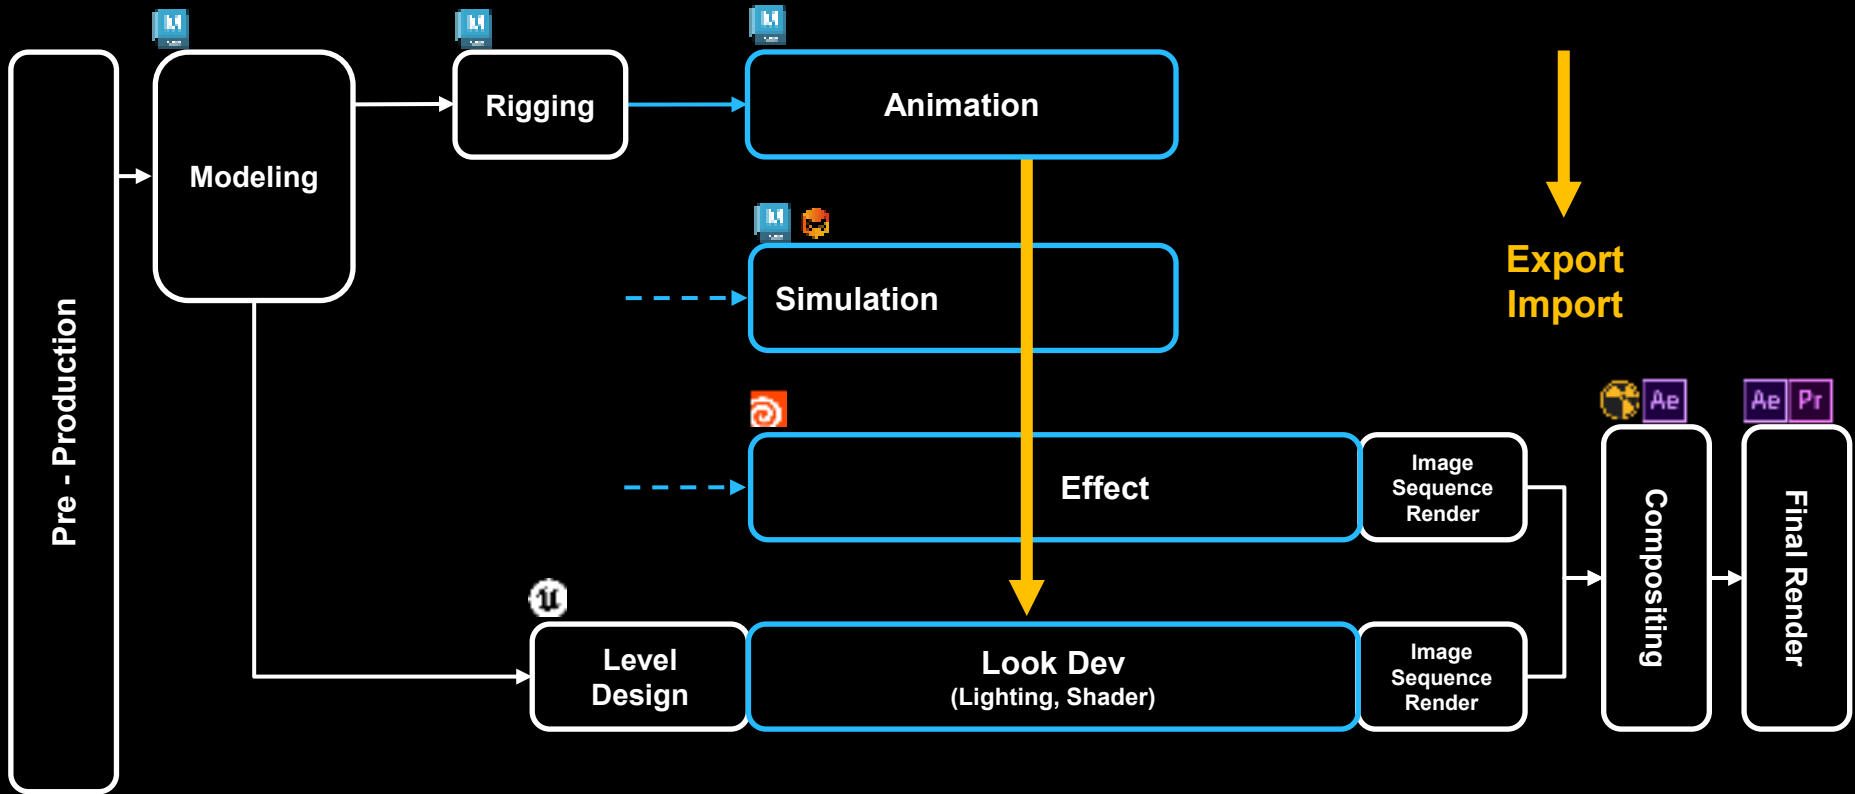 Pre - Production
Modeling
Rigging
Animation
Simulation
Effect
Image
Sequence
Render
Level
Design
Look Dev
(Lighting, Shader)
Image
Sequence
Render
Export
Import
Ae
Compositing
Ae
Pr
Final Render